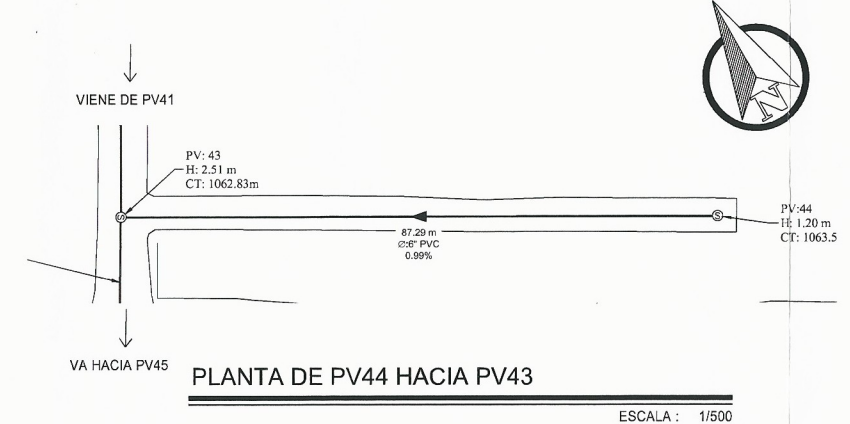 VIENE DE PV41
N
PV: 43
H: 2.51 m
CT: 1062.83m
S
S
PV:44
H: 1.20 m
CT: 1063.5
87.29 m
∅:6" PVC
0.99%
VA HACIA PV45
PLANTA DE PV44 HACIA PV43
ESCALA : 1/500